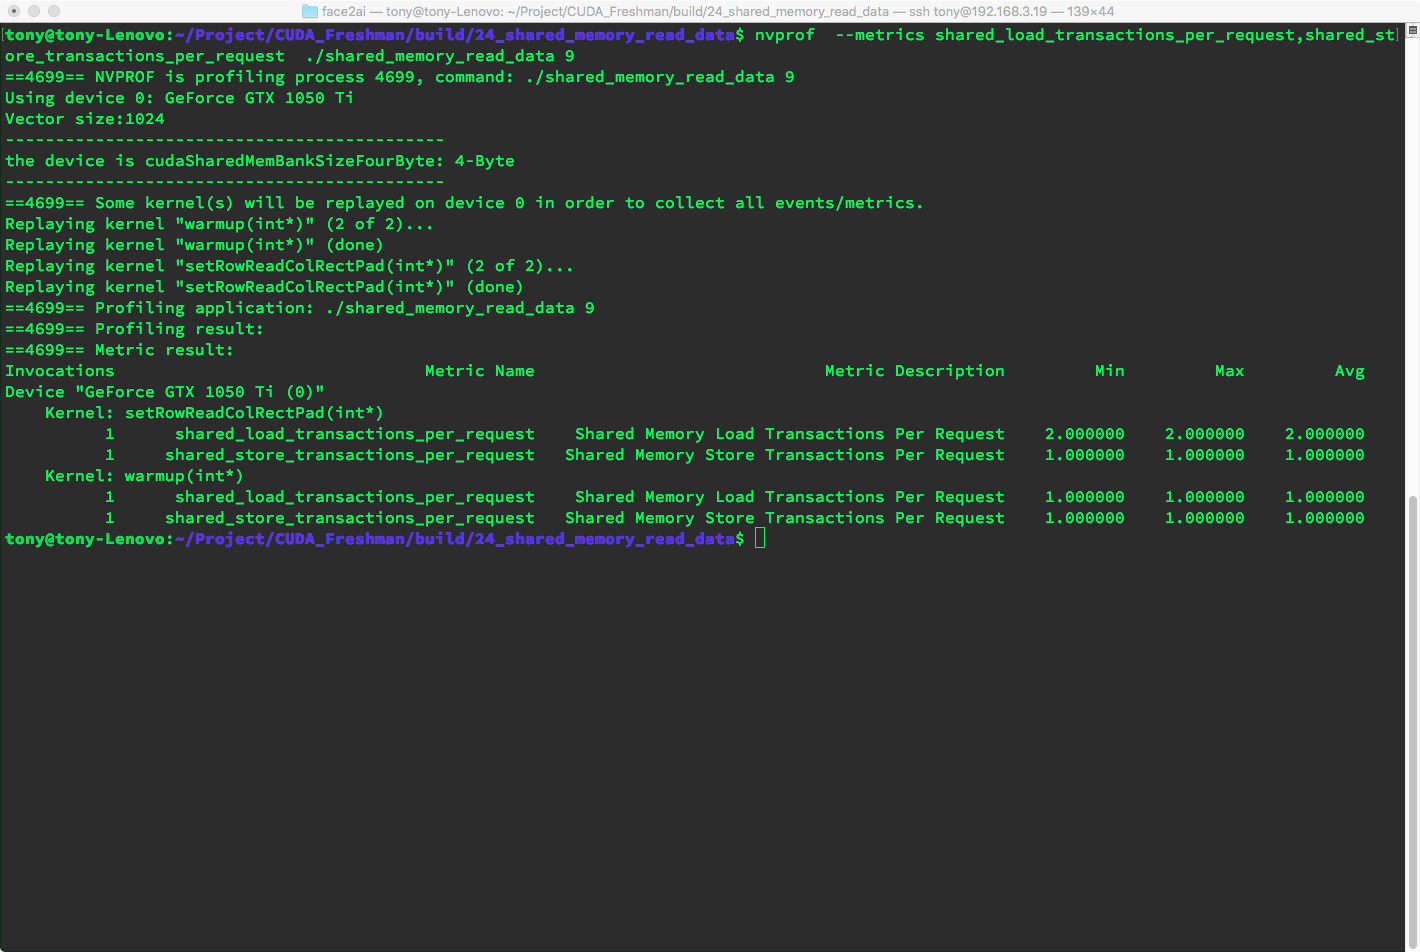 face2ai — tony@tony-Lenovo: ~/Project/CUDA_Freshman/build/24_shared_memory_read_data — ssh tony@192.168.3.19 — 139×44
tony@tony-Lenovo:~/Project/CUDA_Freshman/build/24_shared_memory_read_data$ nvprof  --metrics shared_load_transactions_per_request,shared_st
ore_transactions_per_request  ./shared_memory_read_data 9
==4699== NVPROF is profiling process 4699, command: ./shared_memory_read_data 9
Using device 0: GeForce GTX 1050 Ti
Vector size:1024
--------------------------------------------
the device is cudaSharedMemBankSizeFourByte: 4-Byte
--------------------------------------------
==4699== Some kernel(s) will be replayed on device 0 in order to collect all events/metrics.
Replaying kernel "warmup(int*)" (2 of 2)...
Replaying kernel "warmup(int*)" (done)
Replaying kernel "setRowReadColRectPad(int*)" (2 of 2)...
Replaying kernel "setRowReadColRectPad(int*)" (done)
==4699== Profiling application: ./shared_memory_read_data 9
==4699== Profiling result:
==4699== Metric result:
Invocations                               Metric Name                             Metric Description         Min         Max         Avg
Device "GeForce GTX 1050 Ti (0)"
    Kernel: setRowReadColRectPad(int*)
          1      shared_load_transactions_per_request    Shared Memory Load Transactions Per Request    2.000000    2.000000    2.000000
          1     shared_store_transactions_per_request   Shared Memory Store Transactions Per Request    1.000000    1.000000    1.000000
    Kernel: warmup(int*)
          1      shared_load_transactions_per_request    Shared Memory Load Transactions Per Request    1.000000    1.000000    1.000000
          1     shared_store_transactions_per_request   Shared Memory Store Transactions Per Request    1.000000    1.000000    1.000000
tony@tony-Lenovo:~/Project/CUDA_Freshman/build/24_shared_memory_read_data$